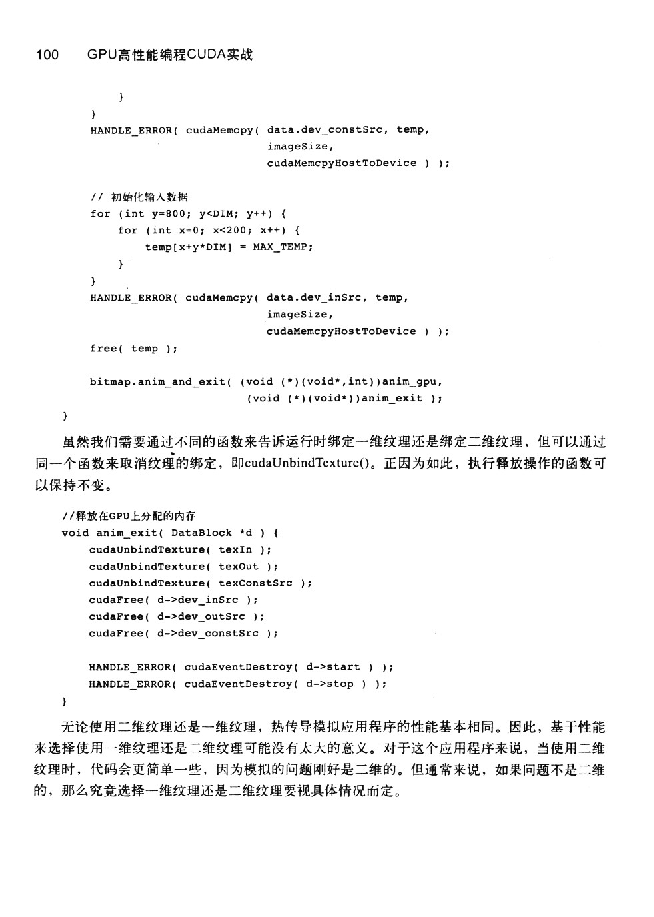 100 GPU高性能编程CUDA实战
}
}
HANDLE_ERROR( cudaMemcpy( data.dev_constSrc, temp,
imageSize,
cudaMemcpyHostToDevice ) );
// 初始化输入数据
for (int y=800; y<DIM; y++) {
for (int x=0; x<200; x++) {
temp[x+y*DIM] = MAX_TEMP;
}
}
HANDLE_ERROR( cudaMemcpy( data.dev_inSrc, temp,
imageSize,
cudaMemcpyHostToDevice ) );
free( temp );
bitmap.anim_and_exit( (void (*)(void*,int))anim_gpu,
(void (*)(void*))anim_exit );
}
虽然我们需要通过不同的函数来告诉运行时绑定一维纹理还是绑定二维纹理，但可以通过
同一个函数来取消纹理的绑定，即cudaUnbindTexture()。正因为如此，执行释放操作的函数可
以保持不变。
//释放在GPU上分配的内存
void anim_exit( DataBlock *d ) {
cudaUnbindTexture( texIn );
cudaUnbindTexture( texOut );
cudaUnbindTexture( texConstSrc );
cudaFree( d->dev_inSrc );
cudaFree( d->dev_outSrc );
cudaFree( d->dev_constSrc );
HANDLE_ERROR( cudaEventDestroy( d->start ) );
HANDLE_ERROR( cudaEventDestroy( d->stop ) );
}
无论使用二维纹理还是一维纹理，热传导模拟应用程序的性能基本相同。因此，基于性能
来选择使用一维纹理还是二维纹理可能没有太大的意义。对于这个应用程序来说，当使用二维
纹理时，代码会更简单一些，因为模拟的问题刚好是二维的。但通常来说，如果问题不是二维
的，那么究竟选择一维纹理还是二维纹理要视具体情况而定。